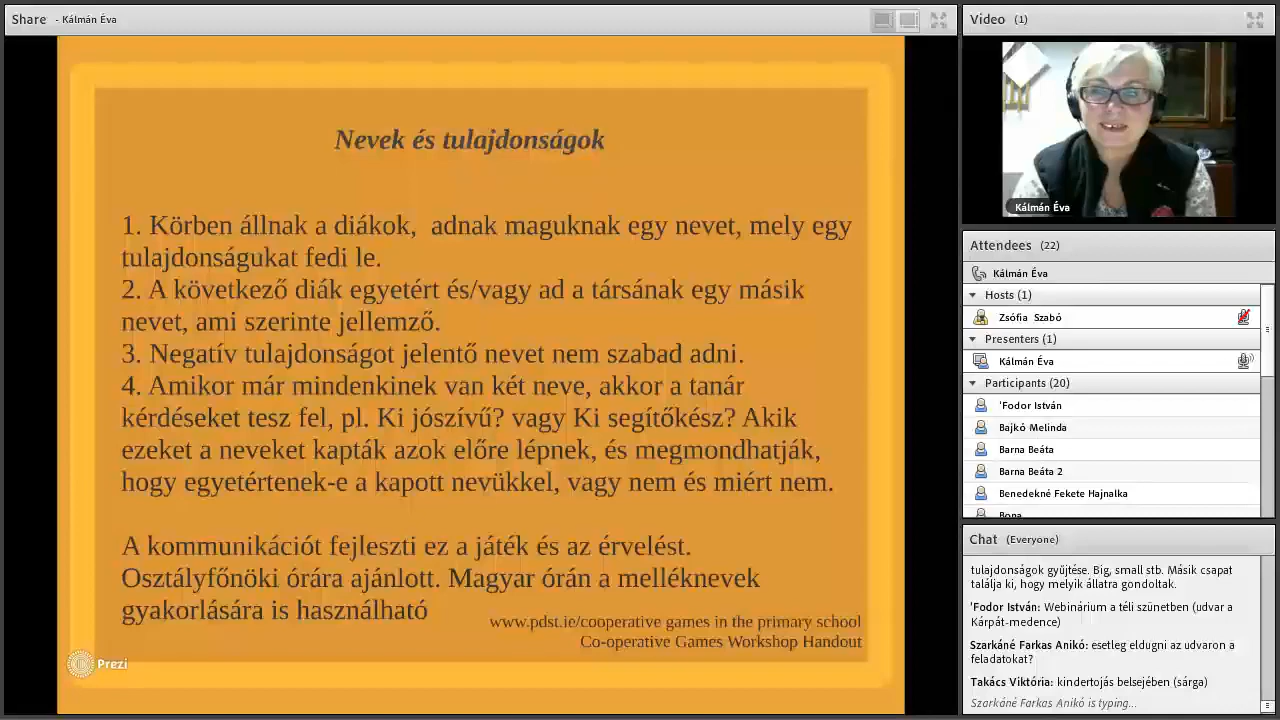 Share - Kálmán Éva
Nevek és tulajdonságok
1. Körben állnak a diákok, adnak maguknak egy nevet, mely egy
tulajdonságukat fedi le.
2. A következő diák egyetért és/vagy ad a társának egy másik
nevet, ami szerinte jellemző.
3. Negatív tulajdonságot jelentő nevet nem szabad adni.
4. Amikor már mindenkinek van két neve, akkor a tanár
kérdéseket tesz fel, pl. Ki jószívű? vagy Ki segítőkész? Akik
ezeket a neveket kapták azok előre lépnek, és megmondhatják,
hogy egyetértenek-e a kapott nevükkel, vagy nem és miért nem.
A kommunikációt fejleszti ez a játék és az érvelést.
Osztályfőnöki órára ajánlott. Magyar órán a melléknevek
gyakorlására is használható
www.pdst.ie/cooperative games in the primary school
Co-operative Games Workshop Handout
Prezi
Video (1)
Kálmán Éva
Attendees (22)
Kálmán Éva
Hosts (1)
Zsófia Szabó
Presenters (1)
Kálmán Éva
Participants (20)
'Fodor István
Bajkó Melinda
Barna Beáta
Barna Beáta 2
Benedekné Fekete Hajnalka
Bona
Chat (Everyone)
tulajdonságok gyűjtése. Big, small stb. Másik csapat
találja ki, hogy melyik állatra gondoltak.
'Fodor István: Webinárium a téli szünetben (udvar a
Kárpát-medence)
Szarkáné Farkas Anikó: esetleg eldugni az udvaron a
feladatokat?
Takács Viktória: kindertojás belsejében (sárga)
Szarkáné Farkas Anikó is typing...